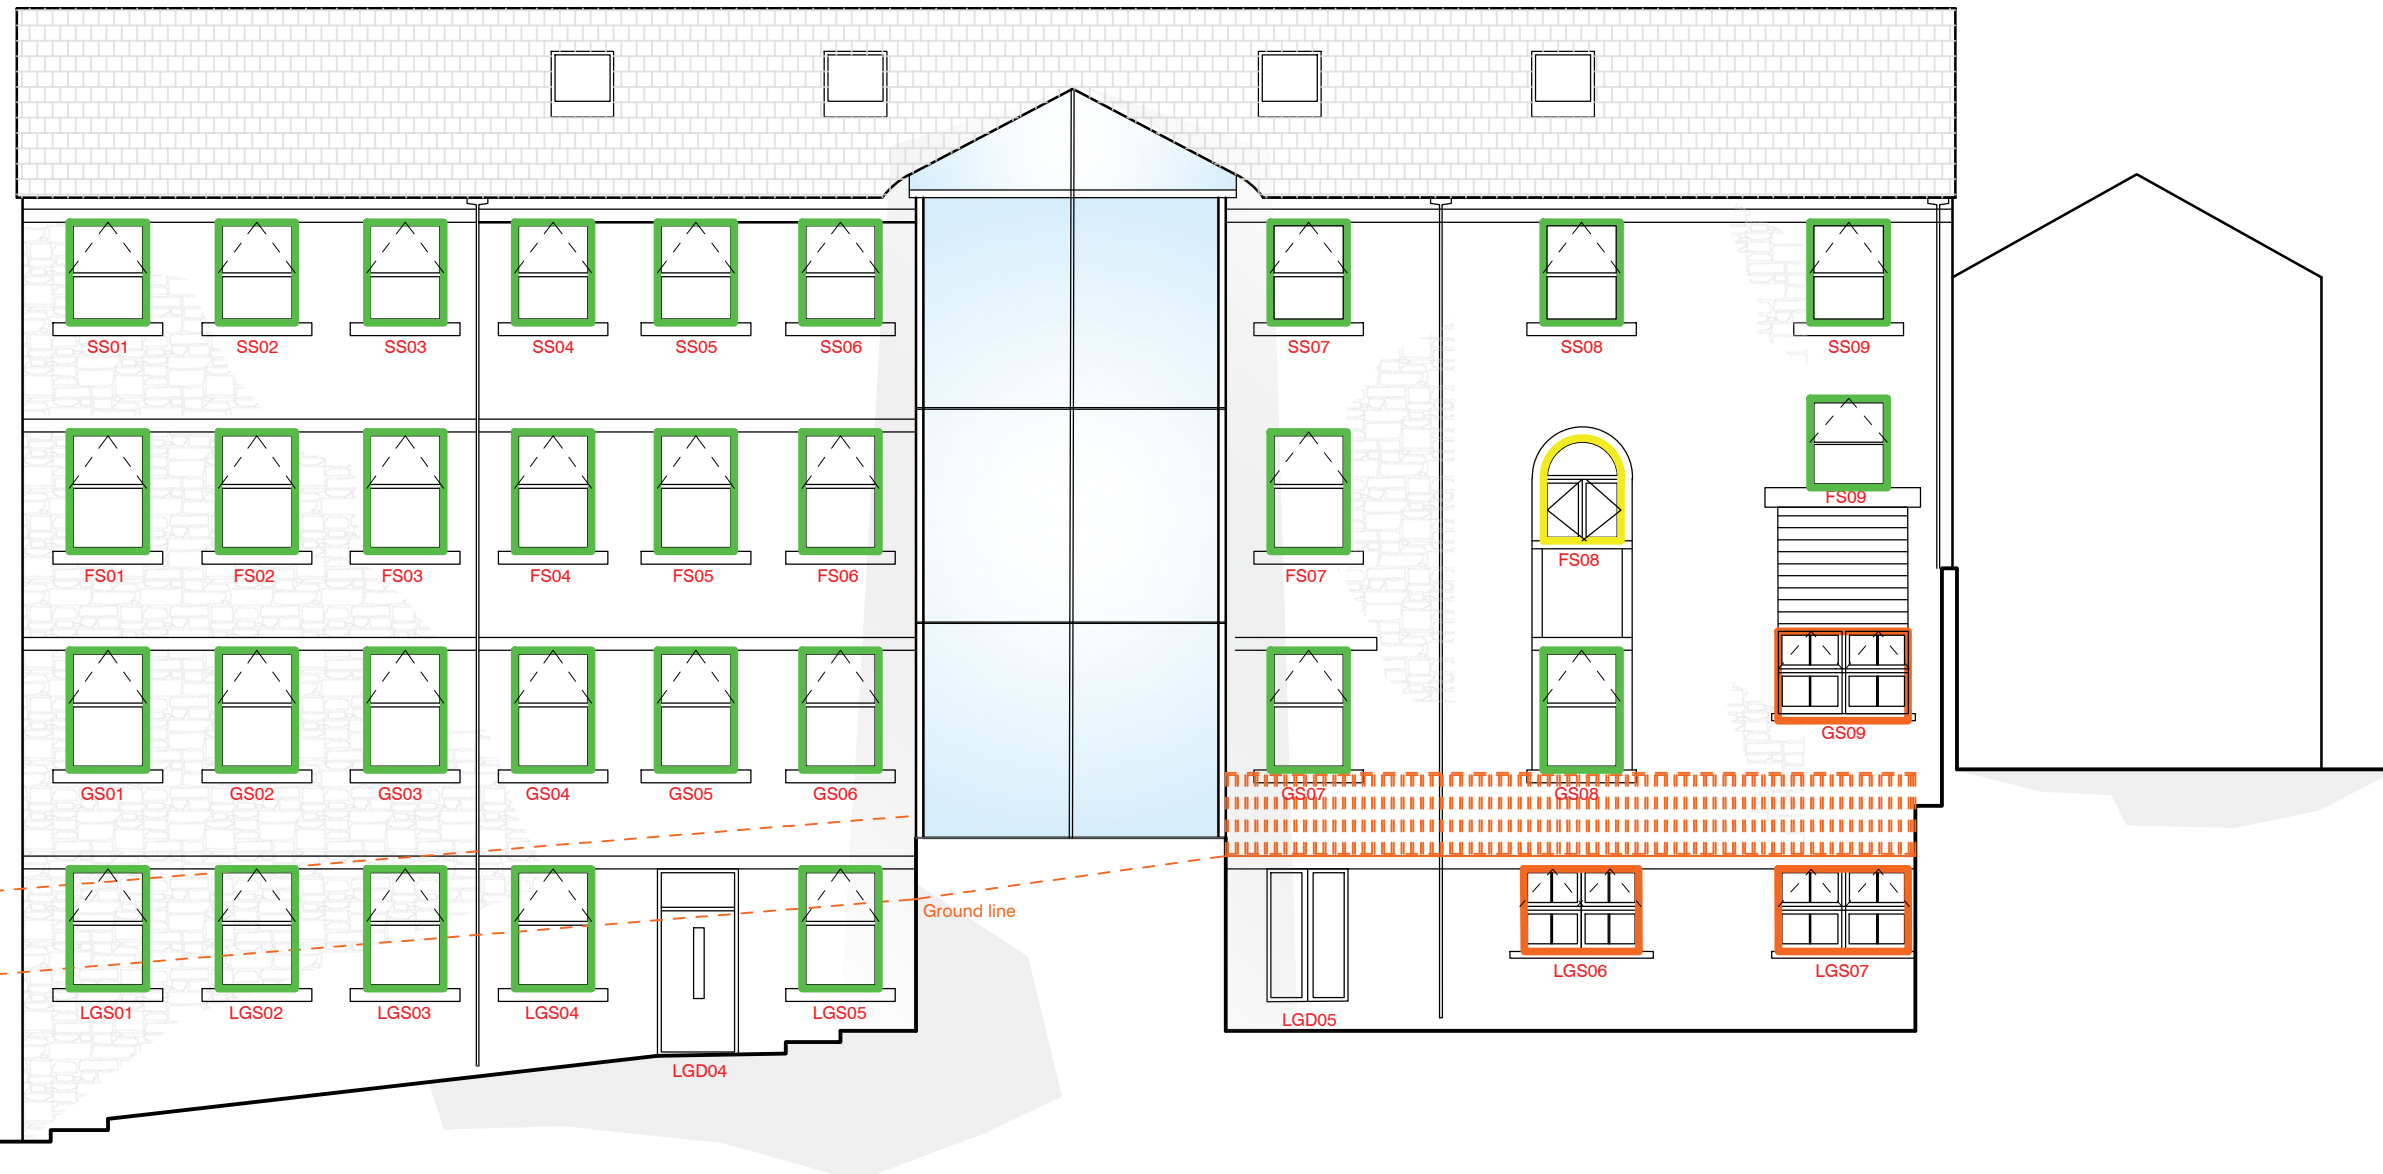 SS01 SS02 SS03 SS04 SS05 SS06 SS07 SS08 SS09
FS09
FS08
FS01 FS02 FS03 FS04 FS05 FS06 FS07
GS09
GS01 GS02 GS03 GS04 GS05 GS06 GS07 GS08
Ground line
LGS06 LGS07
LGS01 LGS02 LGS03 LGS04 LGS05 LGD05
LGD04